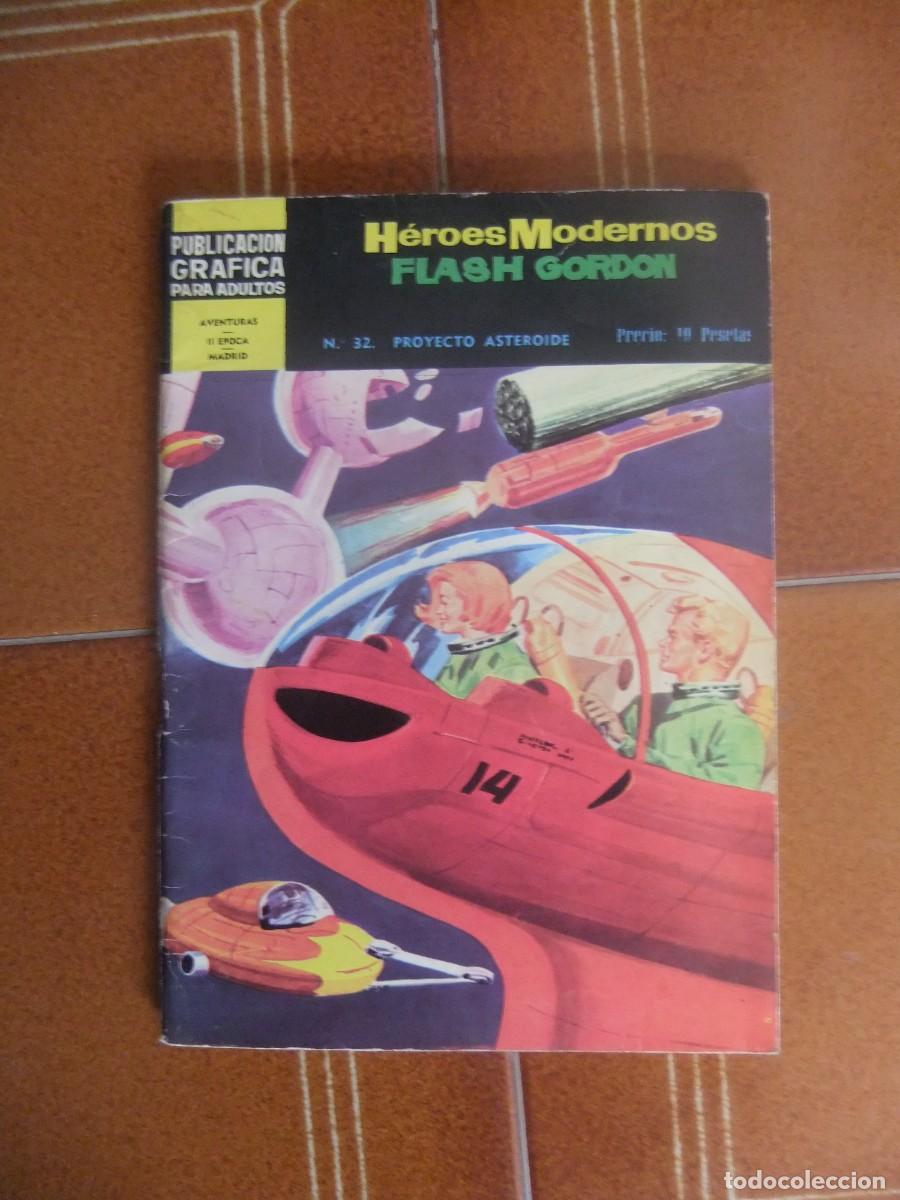 PUBLICACION
GRAFICA
PARA ADULTOS
AVENTURAS
II EPOCA
MADRID
Héroes Modernos
FLASH GORDON
N.° 32. PROYECTO ASTEROIDE
Precio: 10 Pesetas
14
todocoleccion